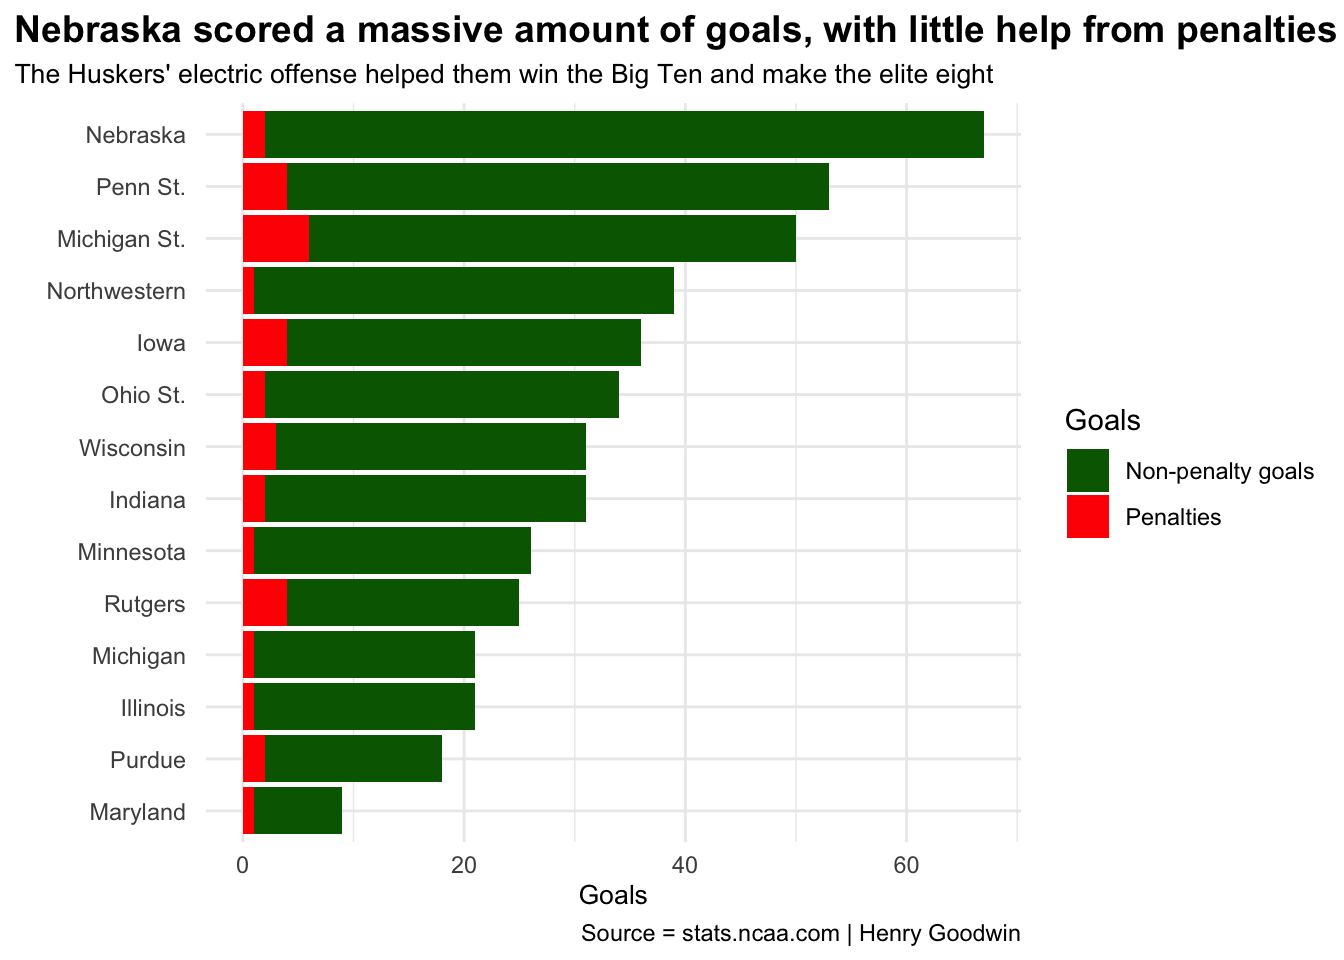 Nebraska scored a massive amount of goals, with little help from penalties
The Huskers' electric offense helped them win the Big Ten and make the elite eight
Nebraska
Penn St.
Michigan St.
Northwestern
Iowa
Ohio St.
Wisconsin
Indiana
Minnesota
Rutgers
Michigan
Illinois
Purdue
Maryland
0 20 40 60
Goals
Goals
Non-penalty goals
Penalties
Source = stats.ncaa.com | Henry Goodwin